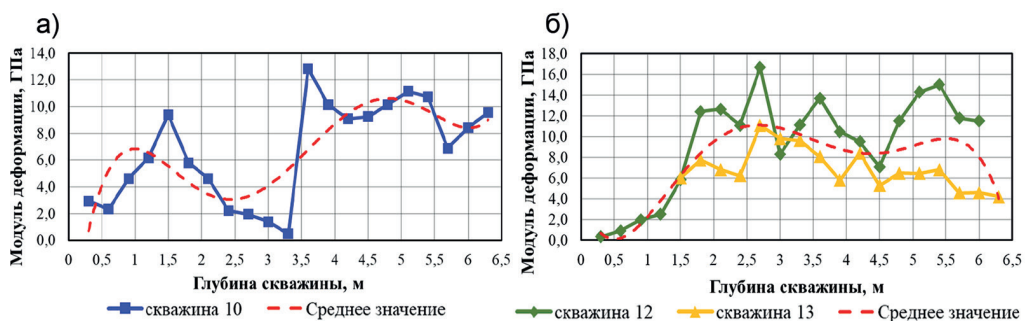 а)
Модуль деформации, ГПа
14,0
12,0
10,0
8,0
6,0
4,0
2,0
0,0
0 0,5 1 1,5 2 2,5 3 3,5 4 4,5 5 5,5 6 6,5
Глубина скважины, м
скважина 10 Среднее значение
б)
Модуль деформации, ГПа
18,0
16,0
14,0
12,0
10,0
8,0
6,0
4,0
2,0
0,0
0 0,5 1 1,5 2 2,5 3 3,5 4 4,5 5 5,5 6 6,5
Глубина скважины, м
скважина 12 скважина 13 Среднее значение